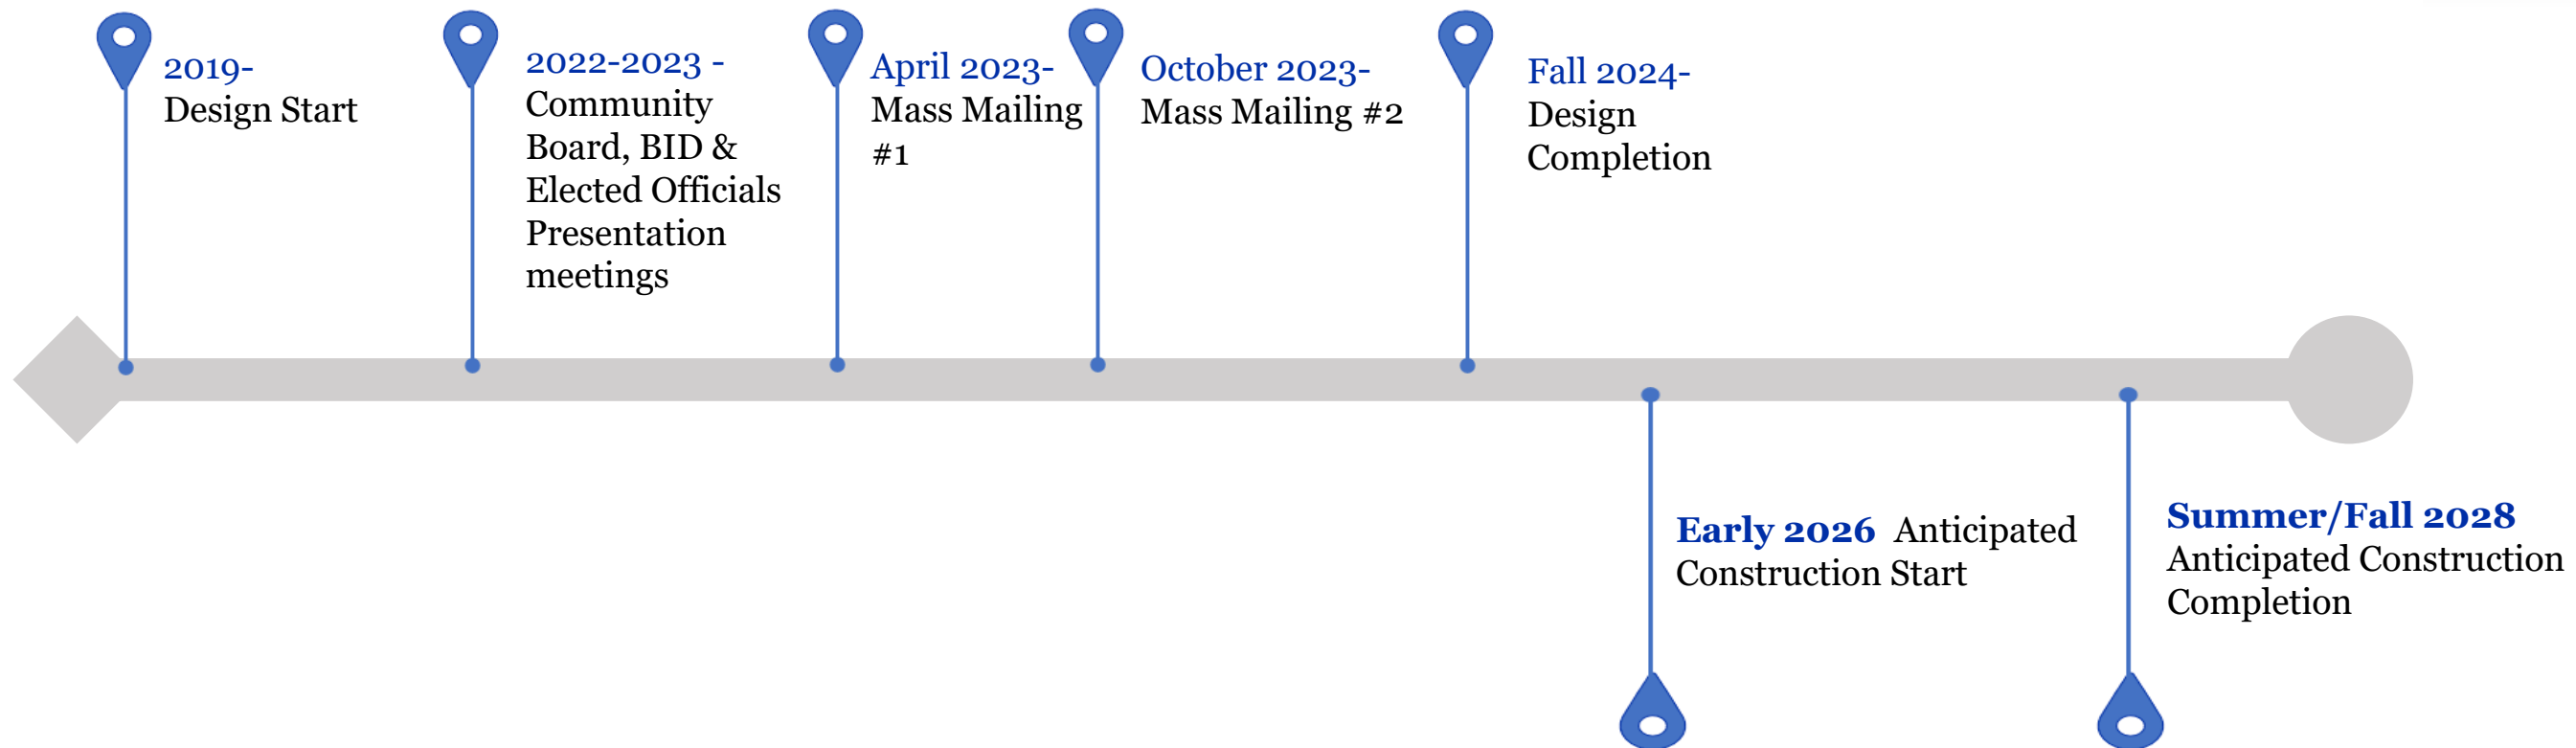 2019-
Design Start
2022-2023 -
Community
Board, BID &
Elected Officials
Presentation
meetings
April 2023-
Mass Mailing
#1
October 2023-
Mass Mailing #2
Fall 2024-
Design
Completion
Early 2026 Anticipated
Construction Start
Summer/Fall 2028
Anticipated Construction
Completion